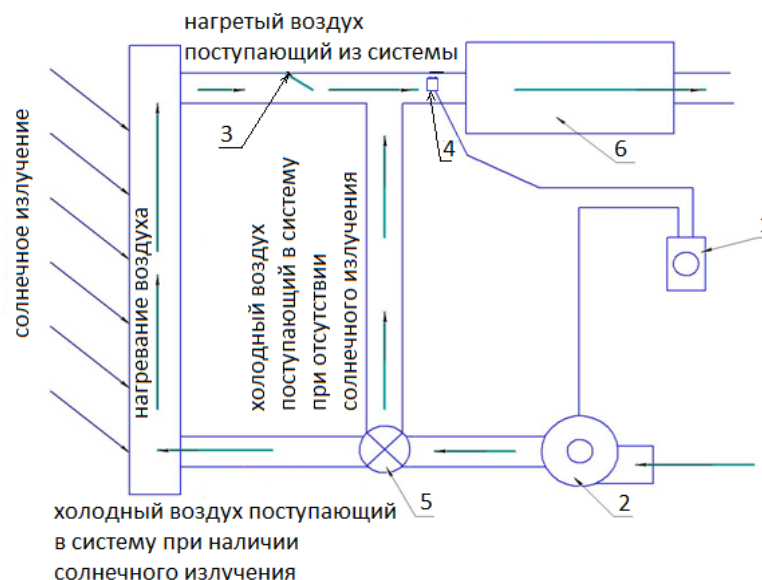 нагретый воздух
поступающий из системы
3
4
6
1
солнечное излучение
нагревание воздуха
холодный воздух
поступающий в систему
при отсутствии
солнечного излучения
5
2
холодный воздух поступающий
в систему при наличии
солнечного излучения